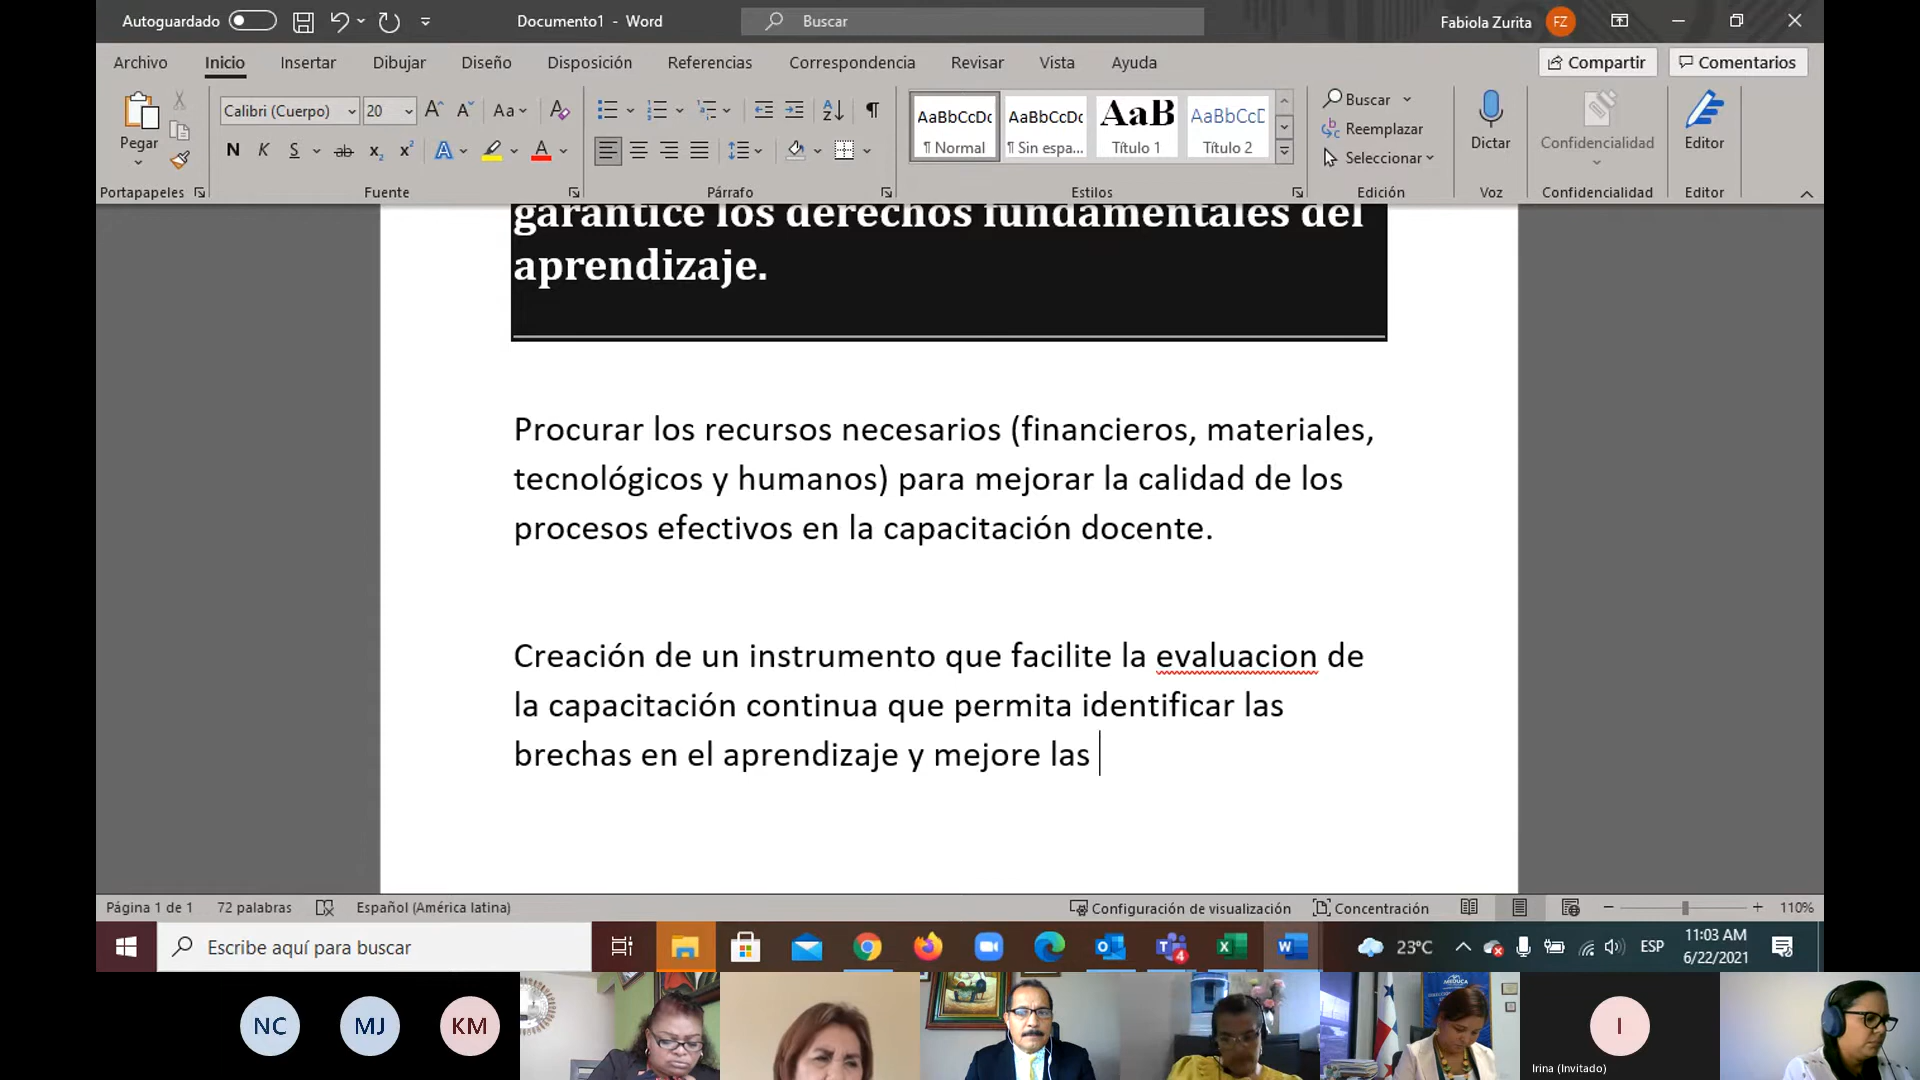 Autoguardado
Documento1 - Word
Buscar
Fabiola Zurita
FZ
Archivo
Inicio
Insertar
Dibujar
Diseño
Disposición
Referencias
Correspondencia
Revisar
Vista
Ayuda
Compartir
Comentarios
Pegar
Portapapeles
Calibri (Cuerpo)
20
Aa
N K S ab x₂ x² A A
Fuente
Párrafo
AaBbCcDc
¶ Normal
AaBbCcDc
¶ Sin espa...
AaB
Título 1
AaBbCcD
Título 2
Estilos
Buscar
Reemplazar
Seleccionar
Edición
Dictar
Voz
Confidencialidad
Confidencialidad
Editor
Editor
garantice los derechos fundamentales del
aprendizaje.
Procurar los recursos necesarios (financieros, materiales,
tecnológicos y humanos) para mejorar la calidad de los
procesos efectivos en la capacitación docente.
Creación de un instrumento que facilite la evaluacion de
la capacitación continua que permita identificar las
brechas en el aprendizaje y mejore las
Página 1 de 1
72 palabras
Español (América latina)
Configuración de visualización
Concentración
110%
Escribe aquí para buscar
4
23°C
ESP
11:03 AM
6/22/2021
NC
MJ
KM
MEDUCA
I
Irina (Invitado)